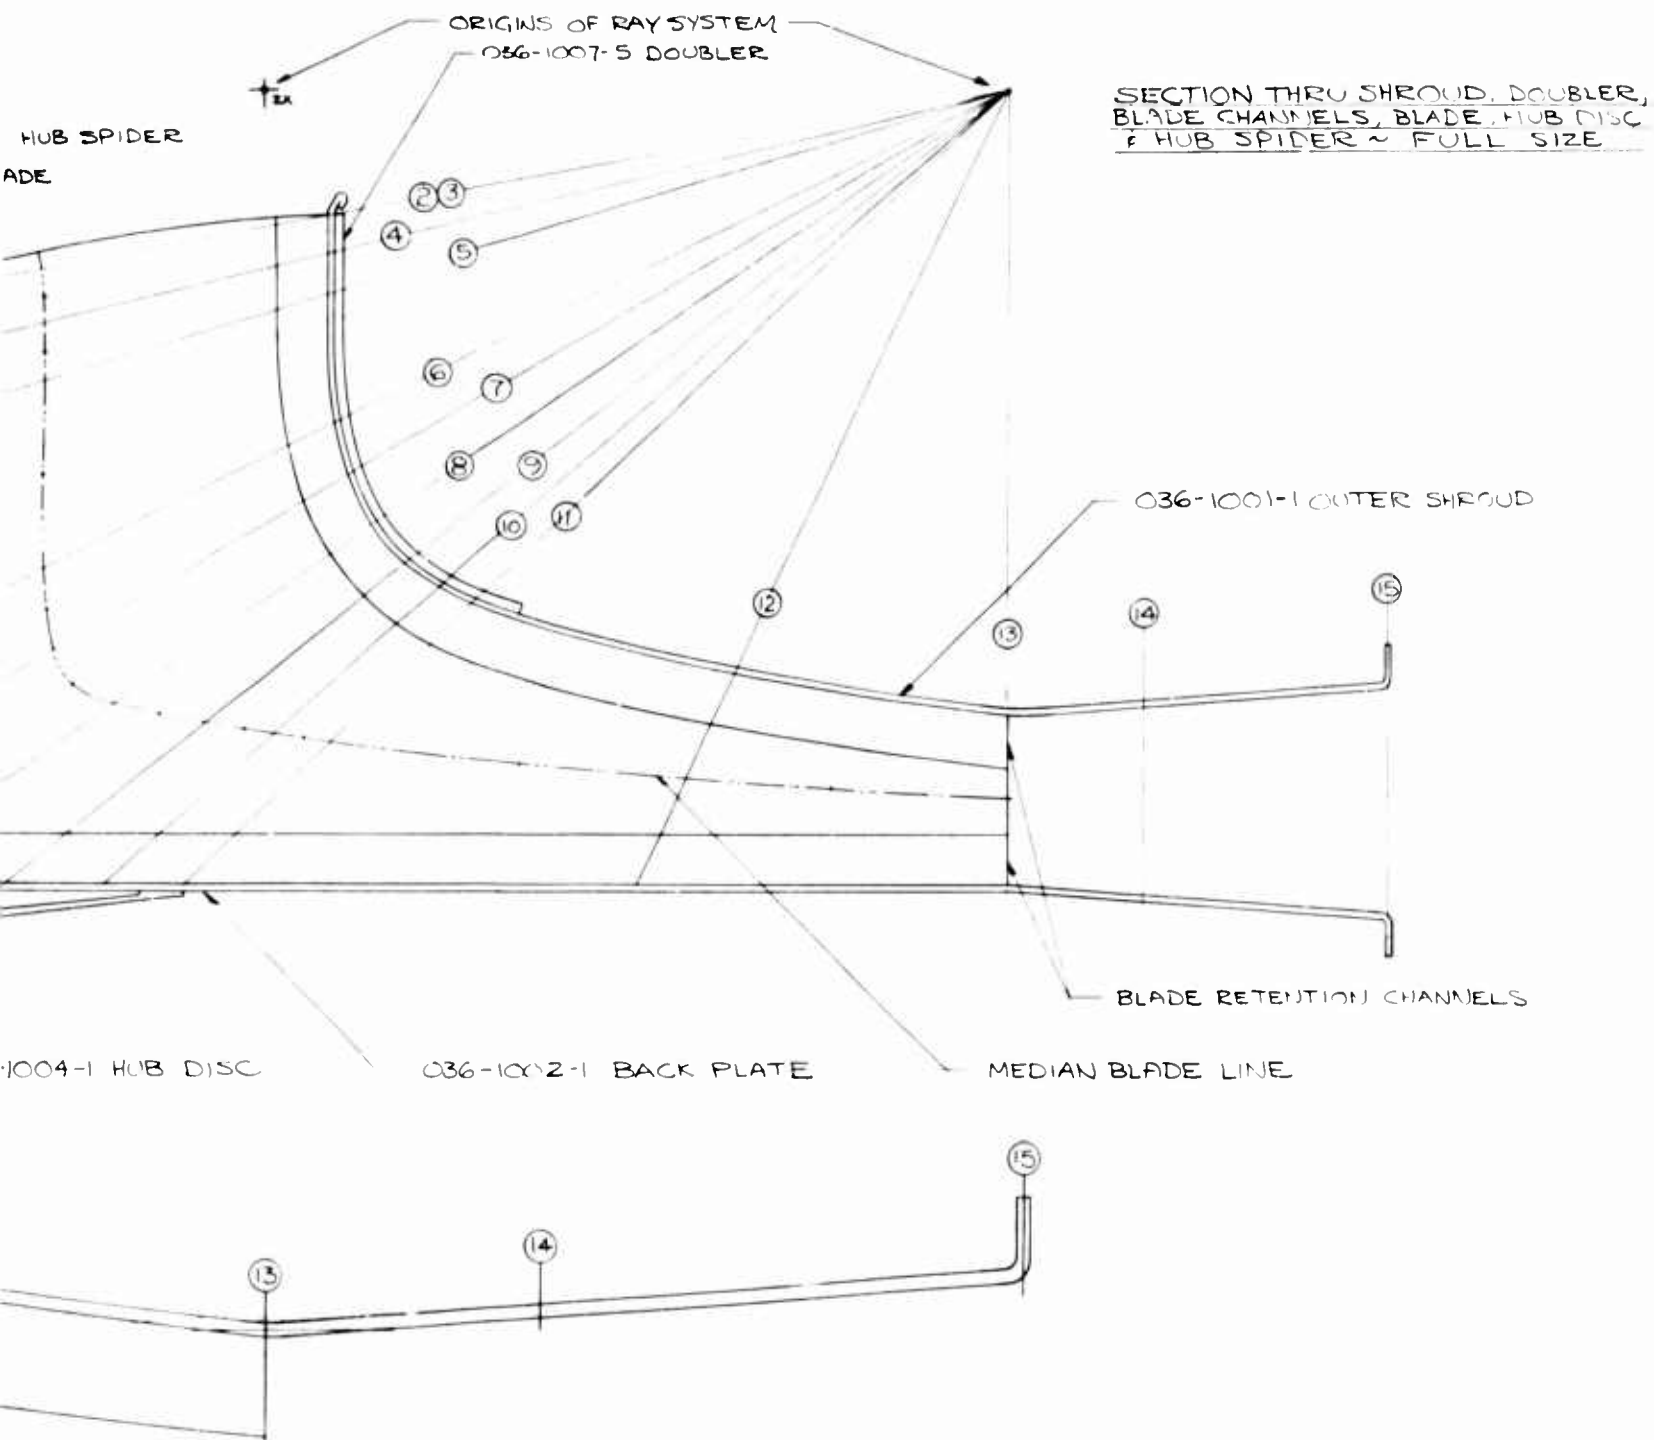 ORIGINS OF RAY SYSTEM
036-1007-5 DOUBLER
SECTION THRU SHROUD, DOUBLER,
BLADE CHANNELS, BLADE, HUB DISC
& HUB SPIDER ~ FULL SIZE
HUB SPIDER
ADE
2
3
4
5
6
7
8
9
10
11
12
13
14
15
036-1001-1 OUTER SHROUD
BLADE RETENTION CHANNELS
-1004-1 HUB DISC
036-1002-1 BACK PLATE
MEDIAN BLADE LINE
13
14
15